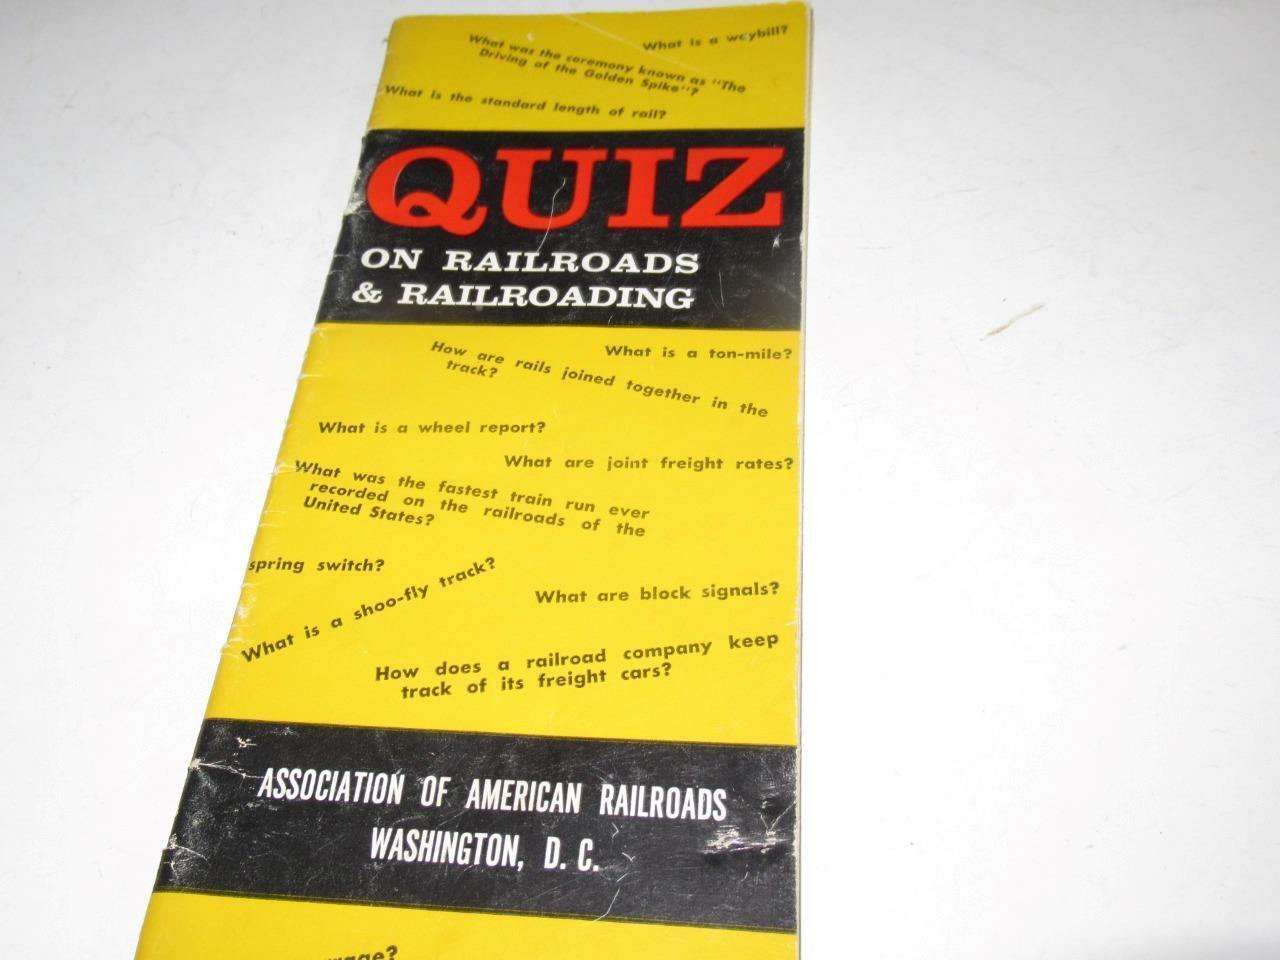 What is a waybill?
What was the ceremony known as "The
Driving of the Golden Spike"?
What is the standard length of rail?
QUIZ
ON RAILROADS
& RAILROADING
What is a ton-mile?
How are rails joined together in the
track?
What is a wheel report?
What are joint freight rates?
What was the fastest train run ever
recorded on the railroads of the
United States?
spring switch?
What is a shoo-fly track?
What are block signals?
How does a railroad company keep
track of its freight cars?
ASSOCIATION OF AMERICAN RAILROADS
WASHINGTON, D. C.